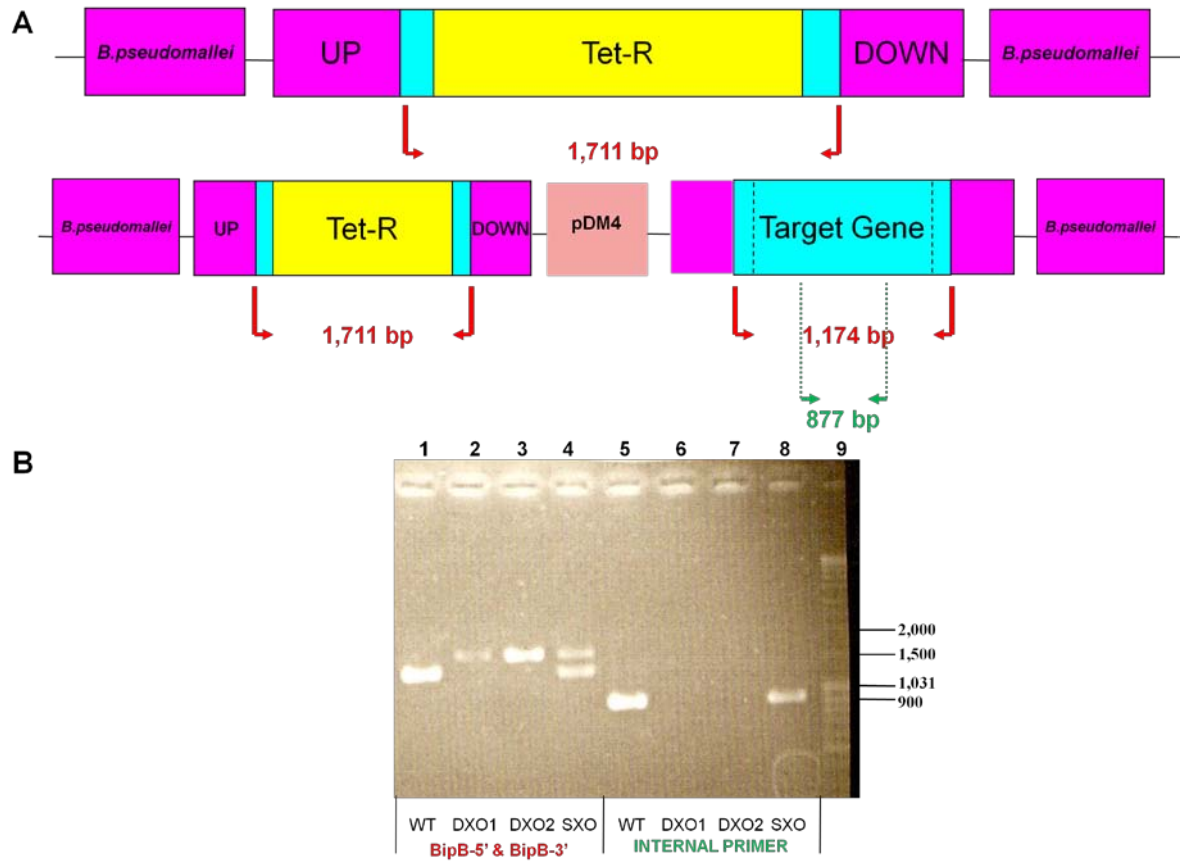 A
B.pseudomallei UP Tet-R DOWN B.pseudomallei
1,711 bp
B.pseudomallei UP Tet-R DOWN pDM4 Target Gene B.pseudomallei
1,711 bp 1,174 bp
877 bp
B
1 2 3 4 5 6 7 8 9
2,000
1,500
1,031
900
WT DXO1 DXO2 SXO WT DXO1 DXO2 SXO
BipB-5' & BipB-3' INTERNAL PRIMER